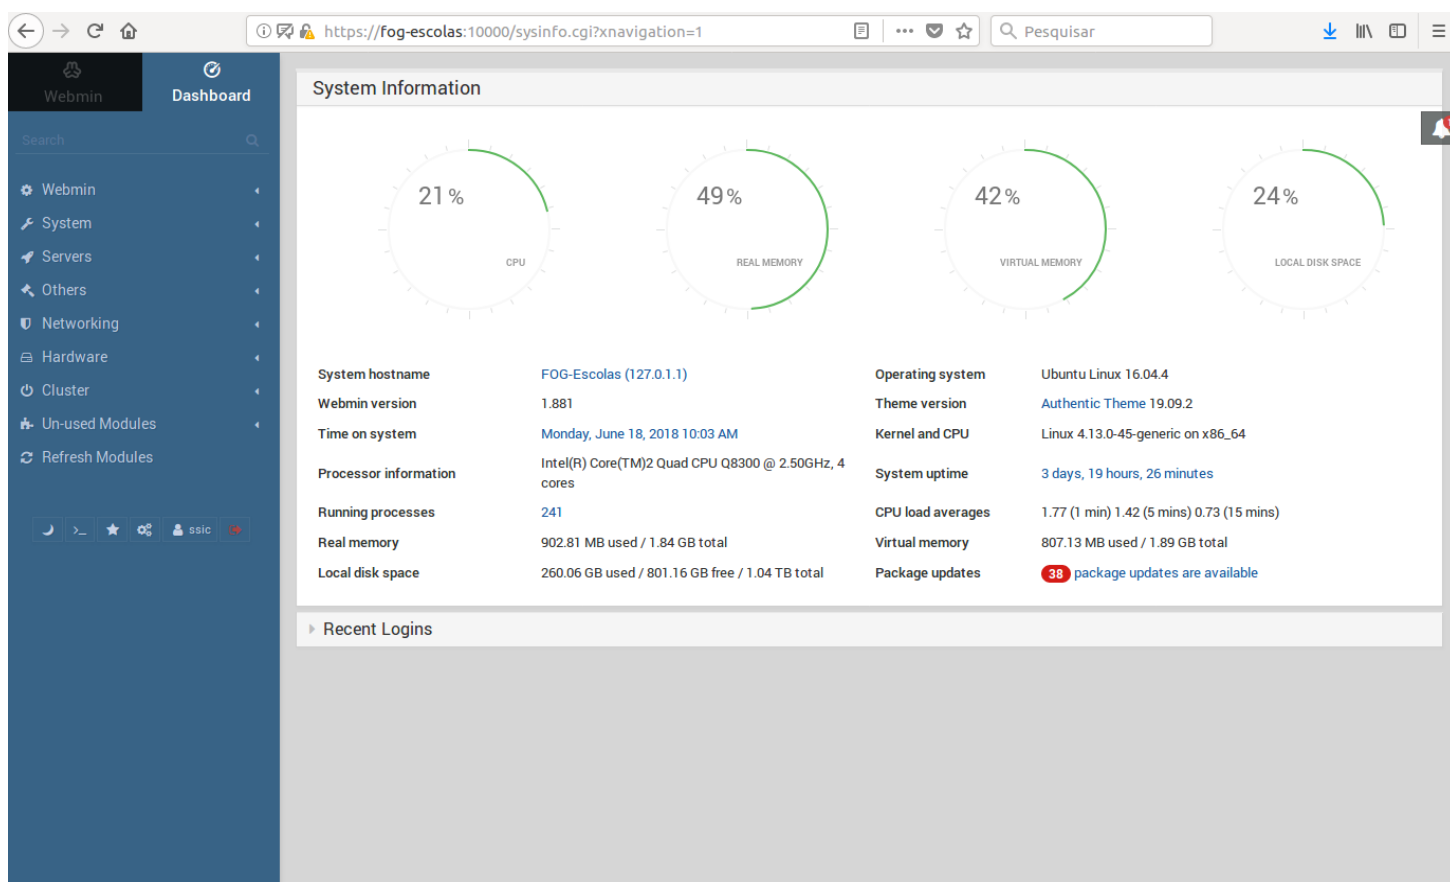 https://fog-escolas:10000/sysinfo.cgi?xnavigation=1
Pesquisar
Webmin
Dashboard
Search
Webmin
System
Servers
Others
Networking
Hardware
Cluster
Un-used Modules
Refresh Modules
ssic
System Information
21%
CPU
49%
REAL MEMORY
42%
VIRTUAL MEMORY
24%
LOCAL DISK SPACE
System hostname FOG-Escolas (127.0.1.1) Operating system Ubuntu Linux 16.04.4
Webmin version 1.881 Theme version Authentic Theme 19.09.2
Time on system Monday, June 18, 2018 10:03 AM Kernel and CPU Linux 4.13.0-45-generic on x86_64
Processor information Intel(R) Core(TM)2 Quad CPU Q8300 @ 2.50GHz, 4
cores System uptime 3 days, 19 hours, 26 minutes
Running processes 241 CPU load averages 1.77 (1 min) 1.42 (5 mins) 0.73 (15 mins)
Real memory 902.81 MB used / 1.84 GB total Virtual memory 807.13 MB used / 1.89 GB total
Local disk space 260.06 GB used / 801.16 GB free / 1.04 TB total Package updates 38 package updates are available
Recent Logins